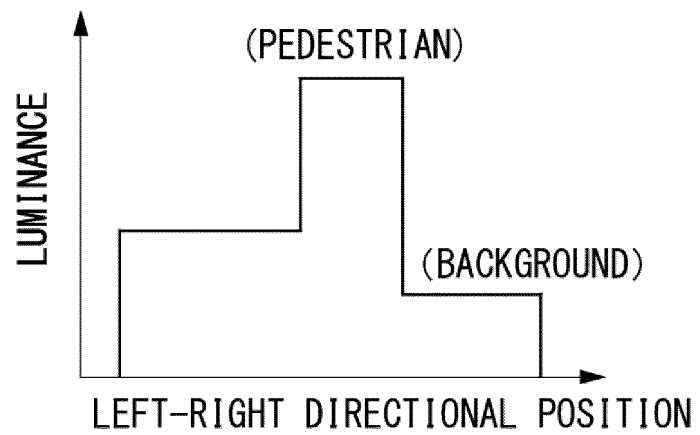 (PEDESTRIAN)
LUMINANCE
(BACKGROUND)
LEFT-RIGHT DIRECTIONAL POSITION